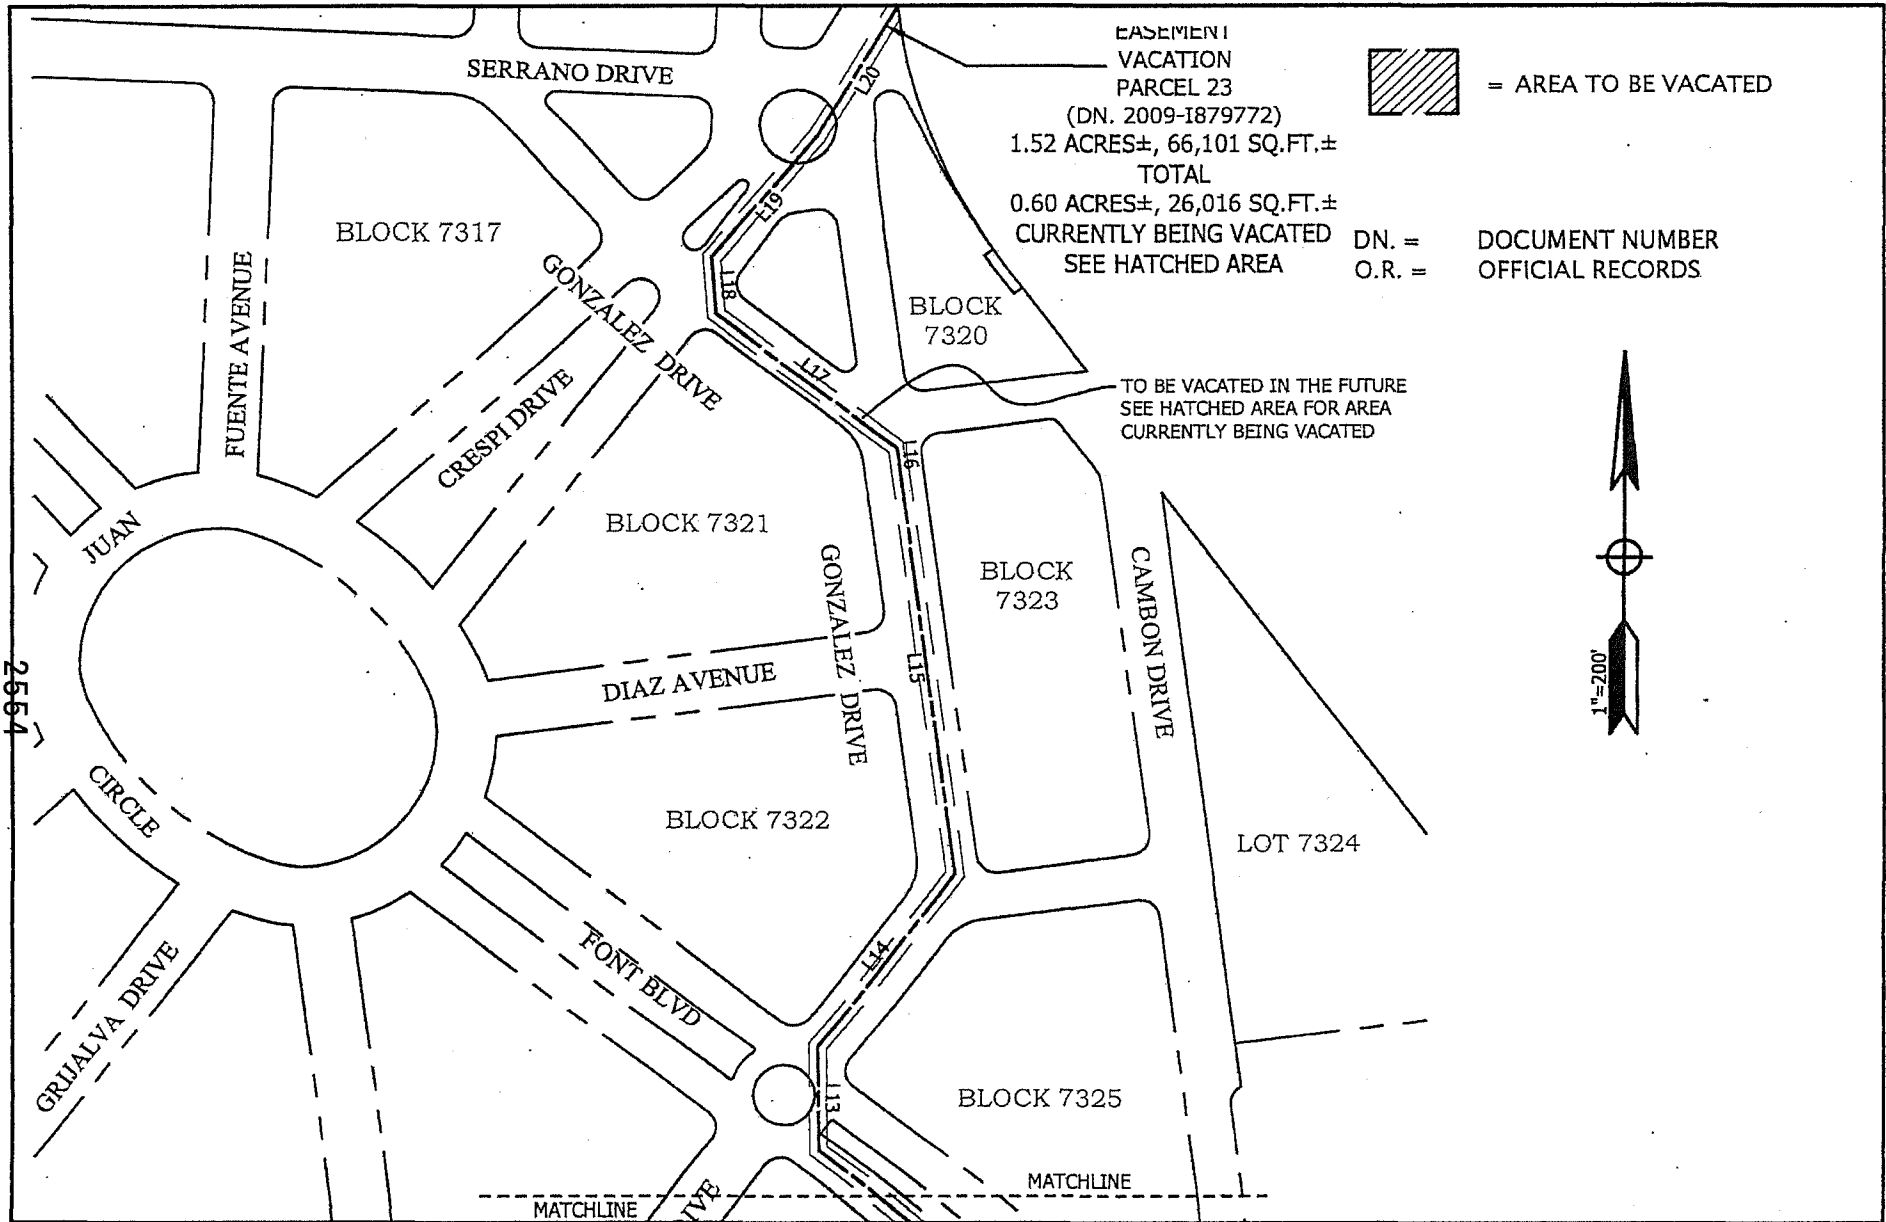 EASEMENT
VACATION
PARCEL 23
(DN. 2009-I879772)
1.52 ACRES±, 66,101 SQ.FT.±
TOTAL
0.60 ACRES±, 26,016 SQ.FT.±
CURRENTLY BEING VACATED
SEE HATCHED AREA
= AREA TO BE VACATED
DN. = DOCUMENT NUMBER
O.R. = OFFICIAL RECORDS
SERRANO DRIVE
L20
L19
BLOCK 7317
FUENTE AVENUE
GONZALEZ DRIVE
L18
BLOCK
7320
CRESPI DRIVE
L17
TO BE VACATED IN THE FUTURE
SEE HATCHED AREA FOR AREA
CURRENTLY BEING VACATED
L16
JUAN
BLOCK 7321
GONZALEZ DRIVE
BLOCK
7323
CAMBON DRIVE
L15
DIAZ AVENUE
1"=200'
2554
CIRCLE
BLOCK 7322
LOT 7324
L14
FONT BLVD
GRIJALVA DRIVE
L13
BLOCK 7325
MATCHLINE
MATCHLINE
IVE